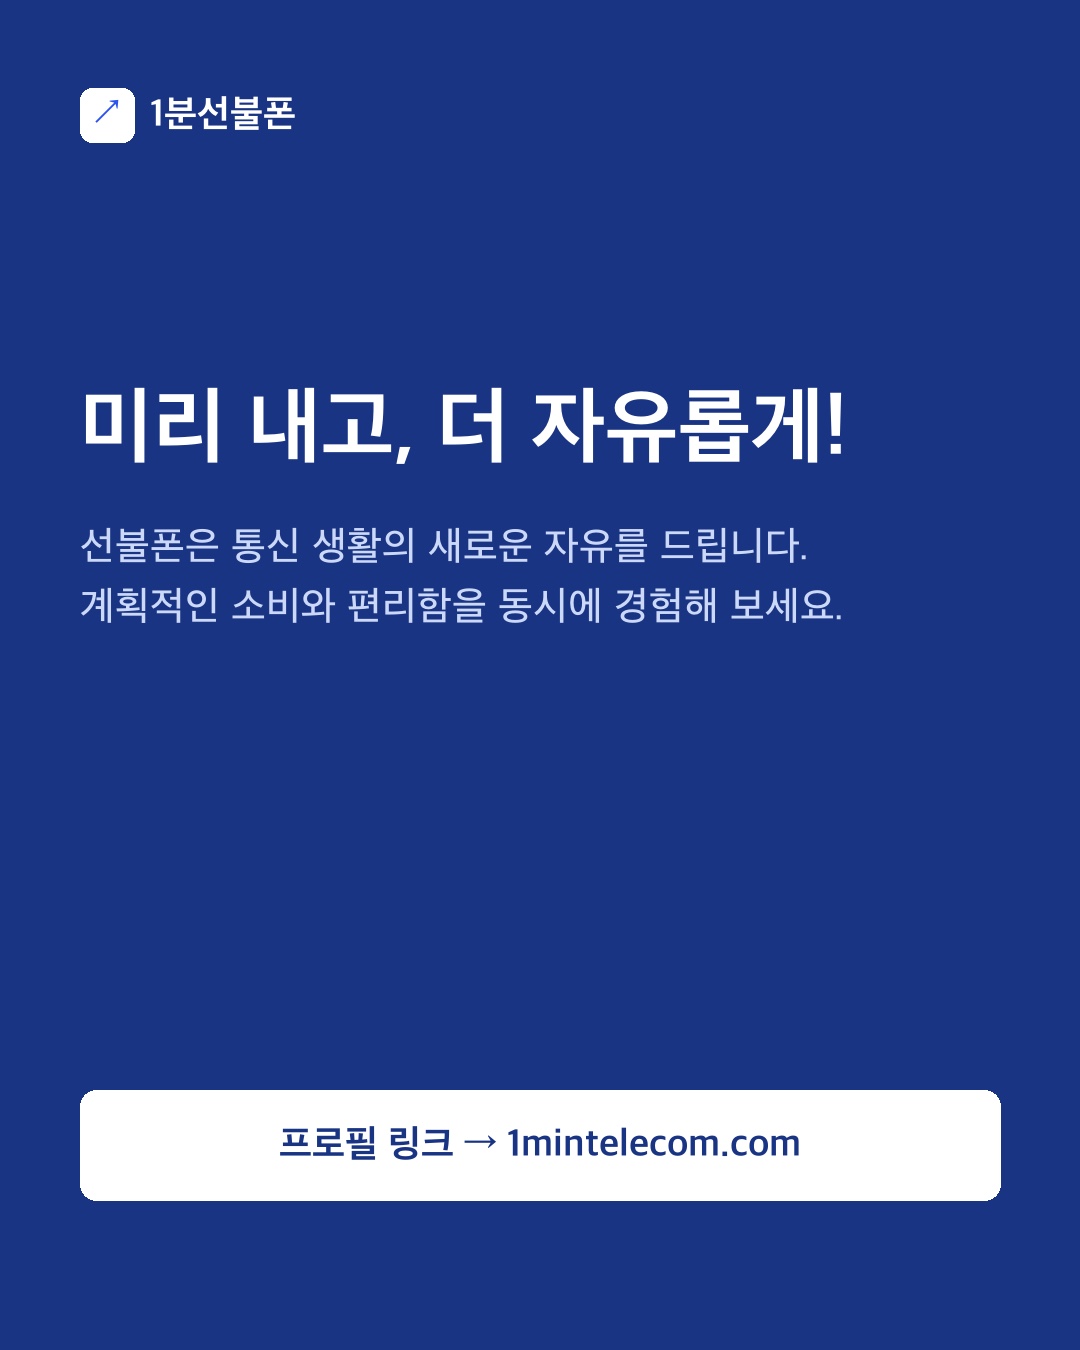 1분선불폰
미리 내고, 더 자유롭게!
선불폰은 통신 생활의 새로운 자유를 드립니다.
계획적인 소비와 편리함을 동시에 경험해 보세요.
프로필 링크 → 1mintelecom.com